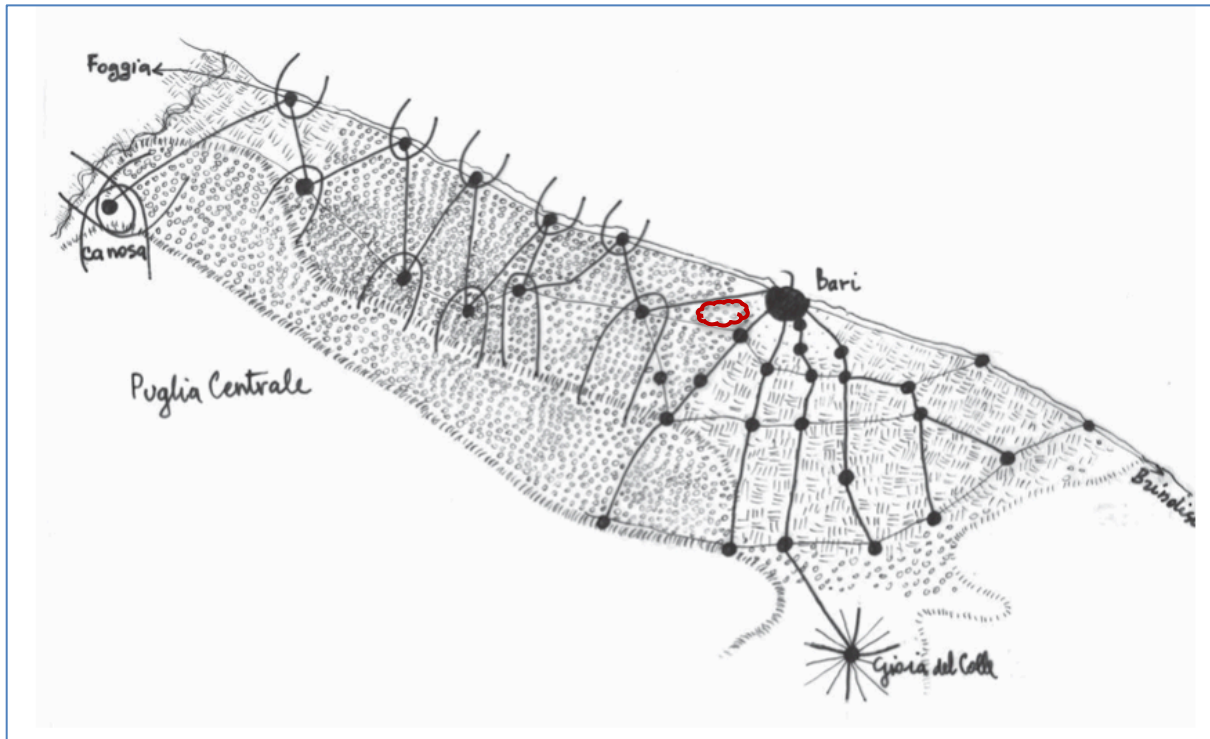 Foggia
Bari
canosa
Puglia Centrale
Brindisi
Gioia del Colle